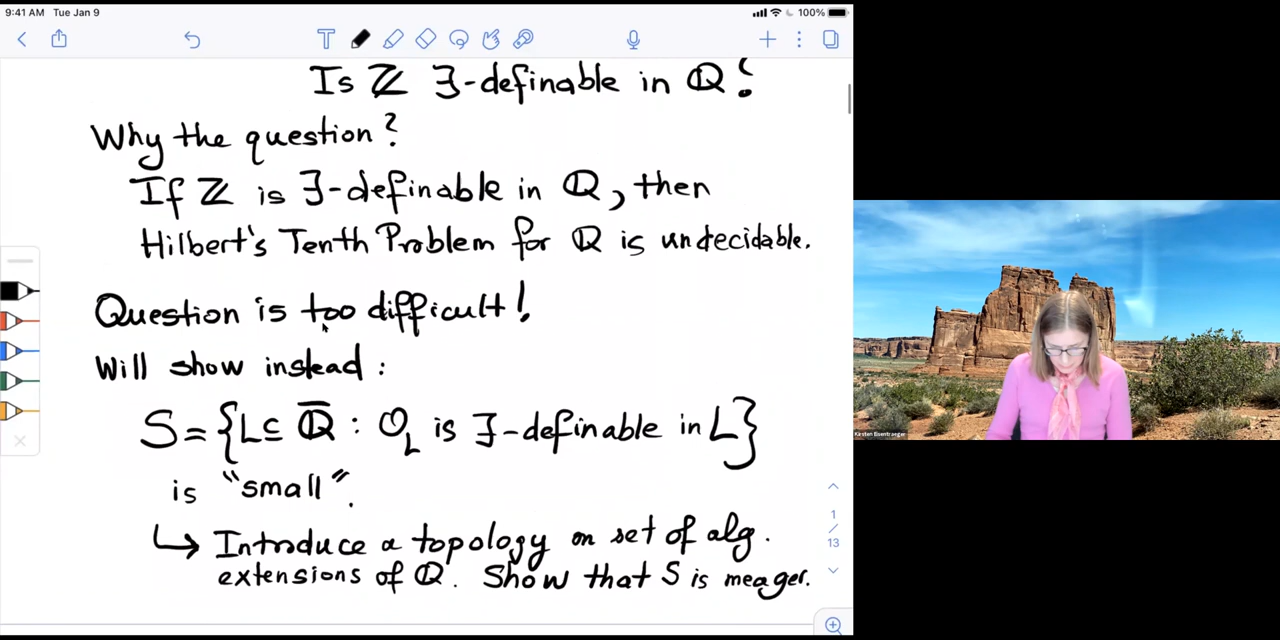 9:41 AM Tue Jan 9
100%
Is ℤ ∃-definable in ℚ?
Why the question?
If ℤ is ∃-definable in ℚ, then
Hilbert's Tenth Problem for ℚ is undecidable.
Question is too difficult!
Will show instead:
S = {L ⊆ ℚ̅ : 𝒪_L is ∃-definable in L}
is "small".
↳ Introduce a topology on set of alg.
extensions of ℚ. Show that S is meager.
1
/
13
Kirsten Eisentraeger